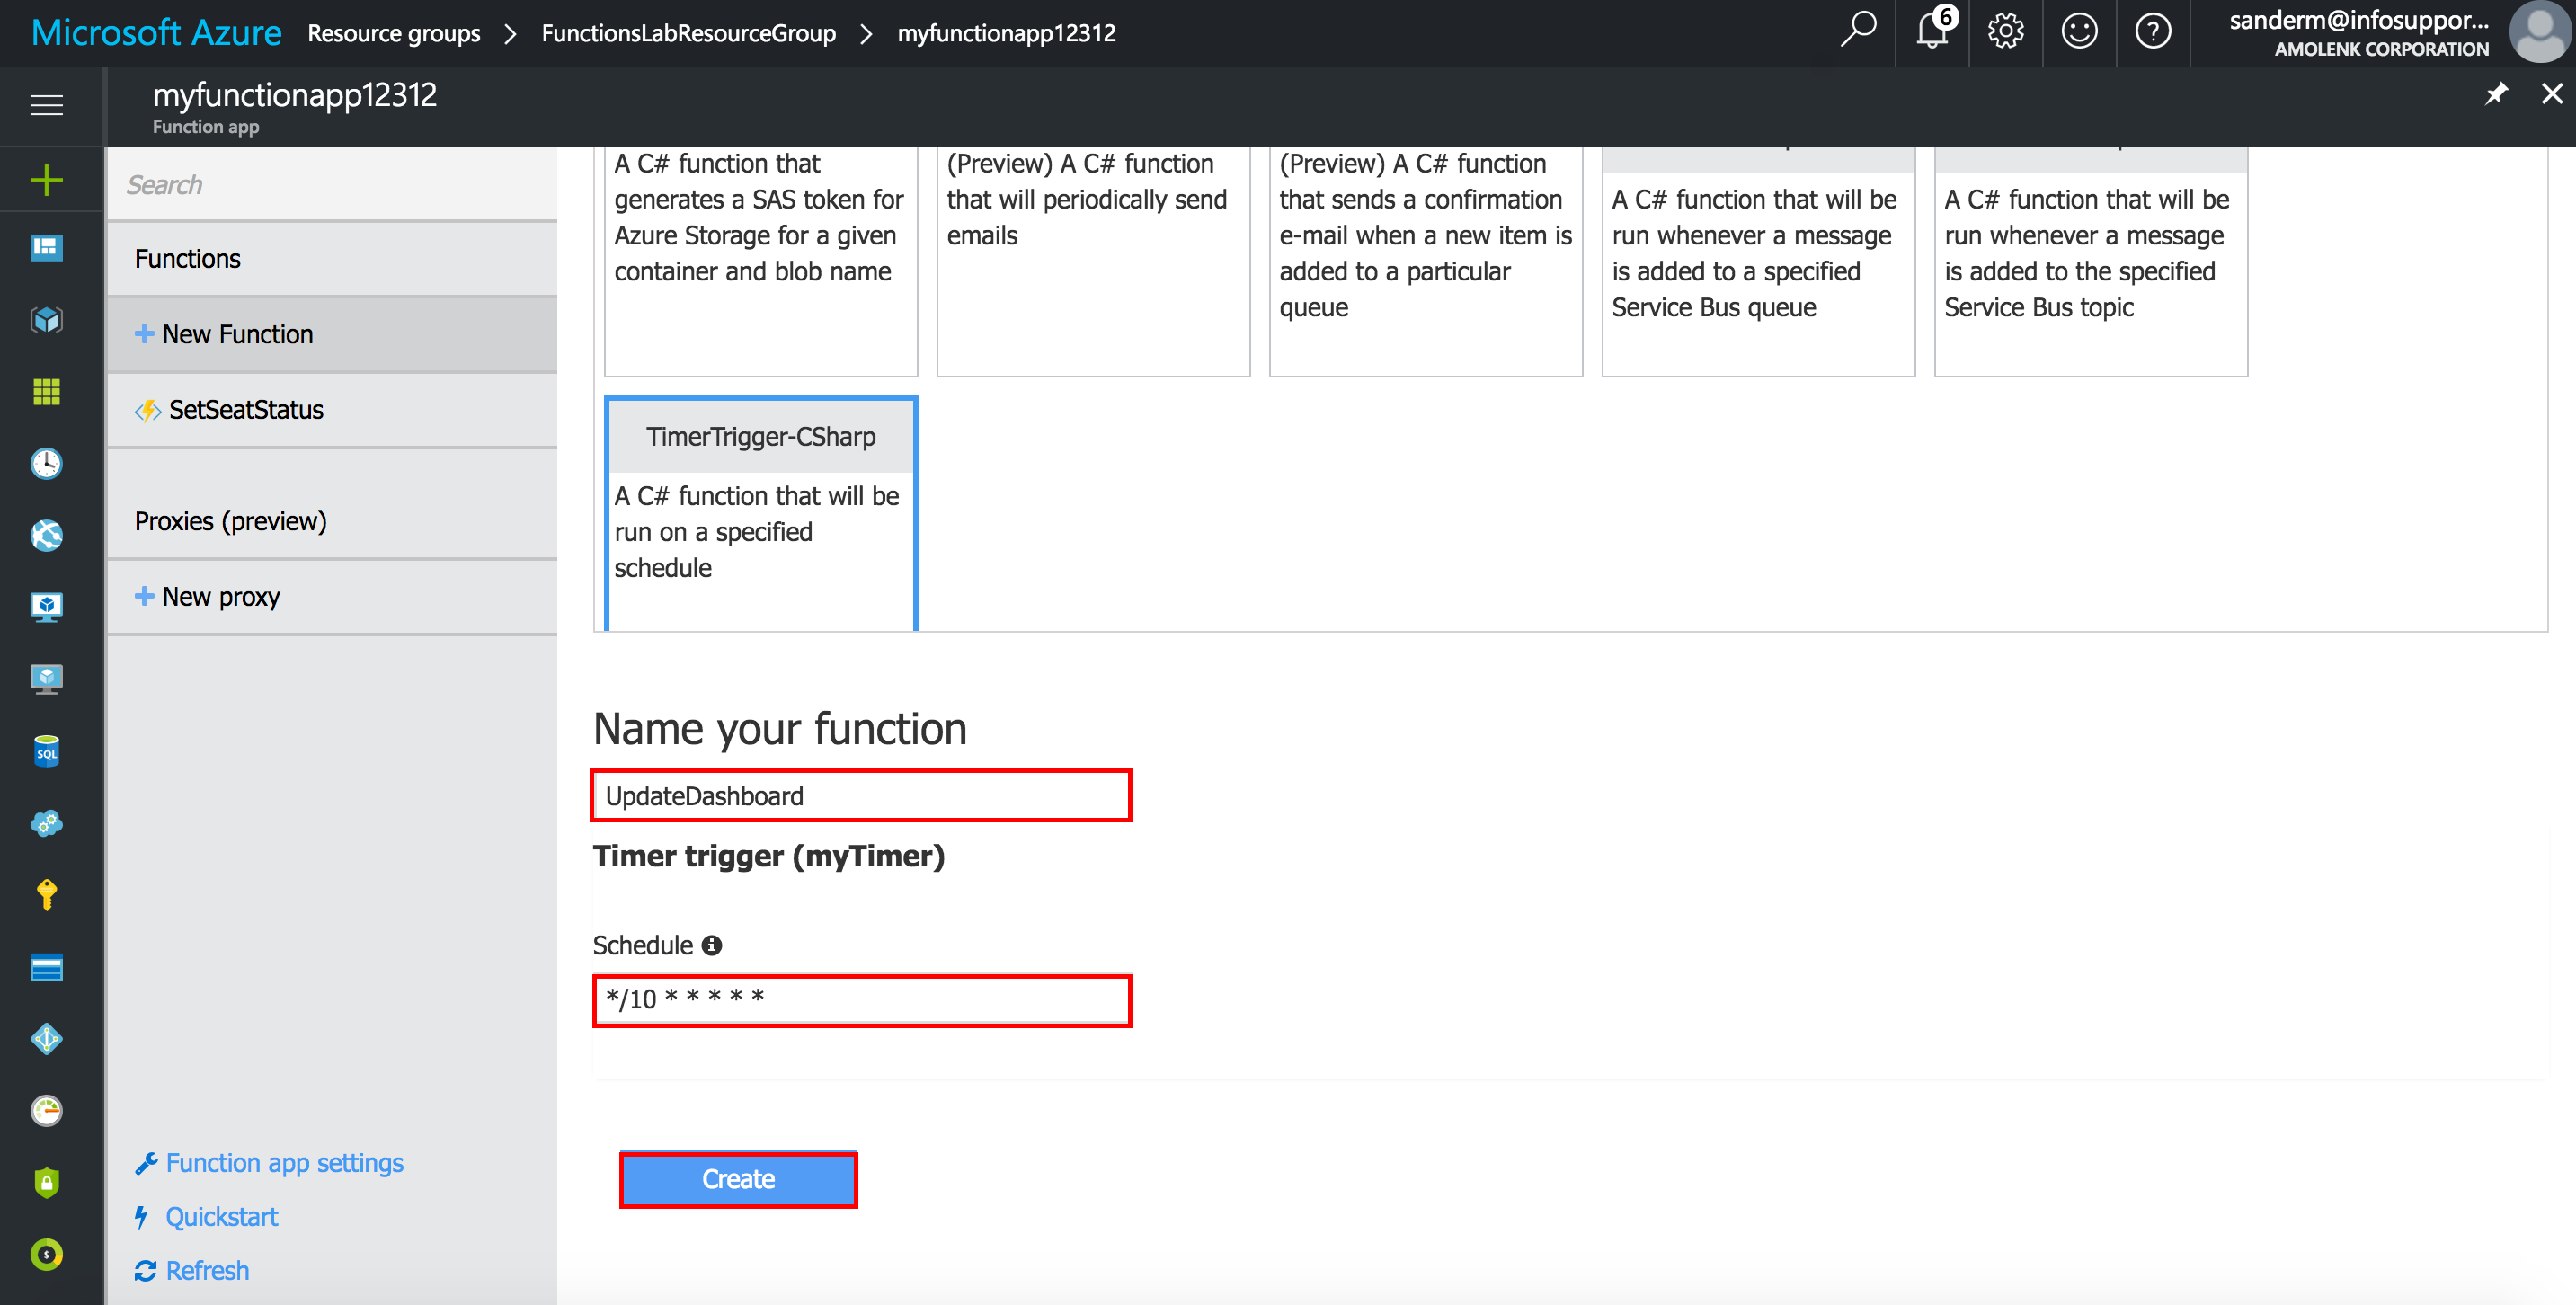 Microsoft Azure Resource groups > FunctionsLabResourceGroup > myfunctionapp12312
6
sanderm@infosuppor...
AMOLENK CORPORATION
myfunctionapp12312
Function app
Search
Functions
New Function
SetSeatStatus
Proxies (preview)
New proxy
Function app settings
Quickstart
Refresh
A C# function that
generates a SAS token for
Azure Storage for a given
container and blob name
(Preview) A C# function
that will periodically send
emails
(Preview) A C# function
that sends a confirmation
e-mail when a new item is
added to a particular
queue
A C# function that will be
run whenever a message
is added to a specified
Service Bus queue
A C# function that will be
run whenever a message
is added to the specified
Service Bus topic
TimerTrigger-CSharp
A C# function that will be
run on a specified
schedule
Name your function
UpdateDashboard
Timer trigger (myTimer)
Schedule
*/10 * * * * *
Create
SQL